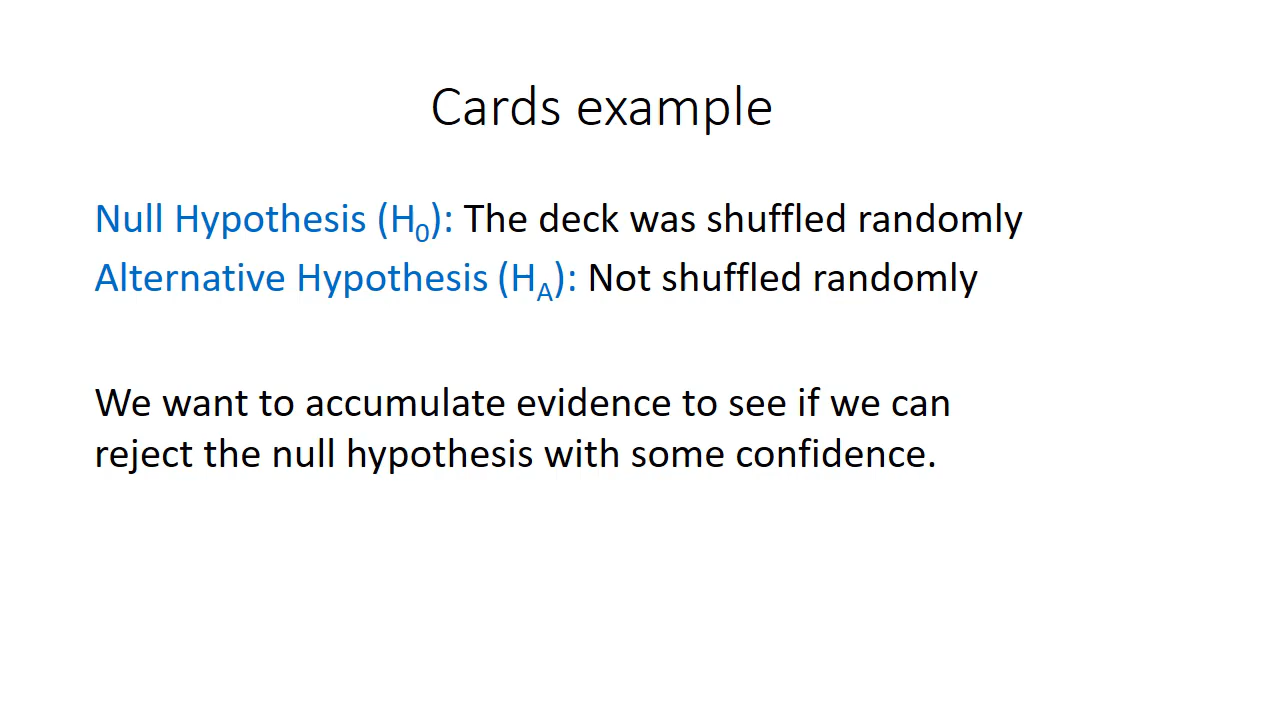 Cards example
Null Hypothesis (H₀): The deck was shuffled randomly
Alternative Hypothesis (H_A): Not shuffled randomly
We want to accumulate evidence to see if we can
reject the null hypothesis with some confidence.